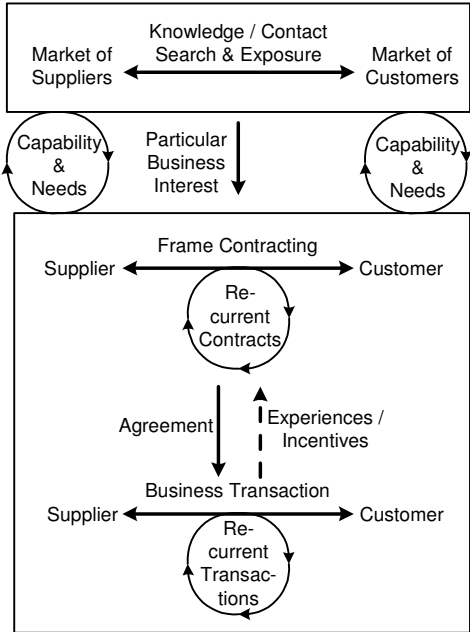 Knowledge / Contact
Search & Exposure
Market of
Suppliers
Market of
Customers
Capability
&
Needs
Particular
Business
Interest
Capability
&
Needs
Frame Contracting
Supplier
Customer
Re-
current
Contracts
Agreement
Experiences /
Incentives
Business Transaction
Supplier
Customer
Re-
current
Transac-
tions